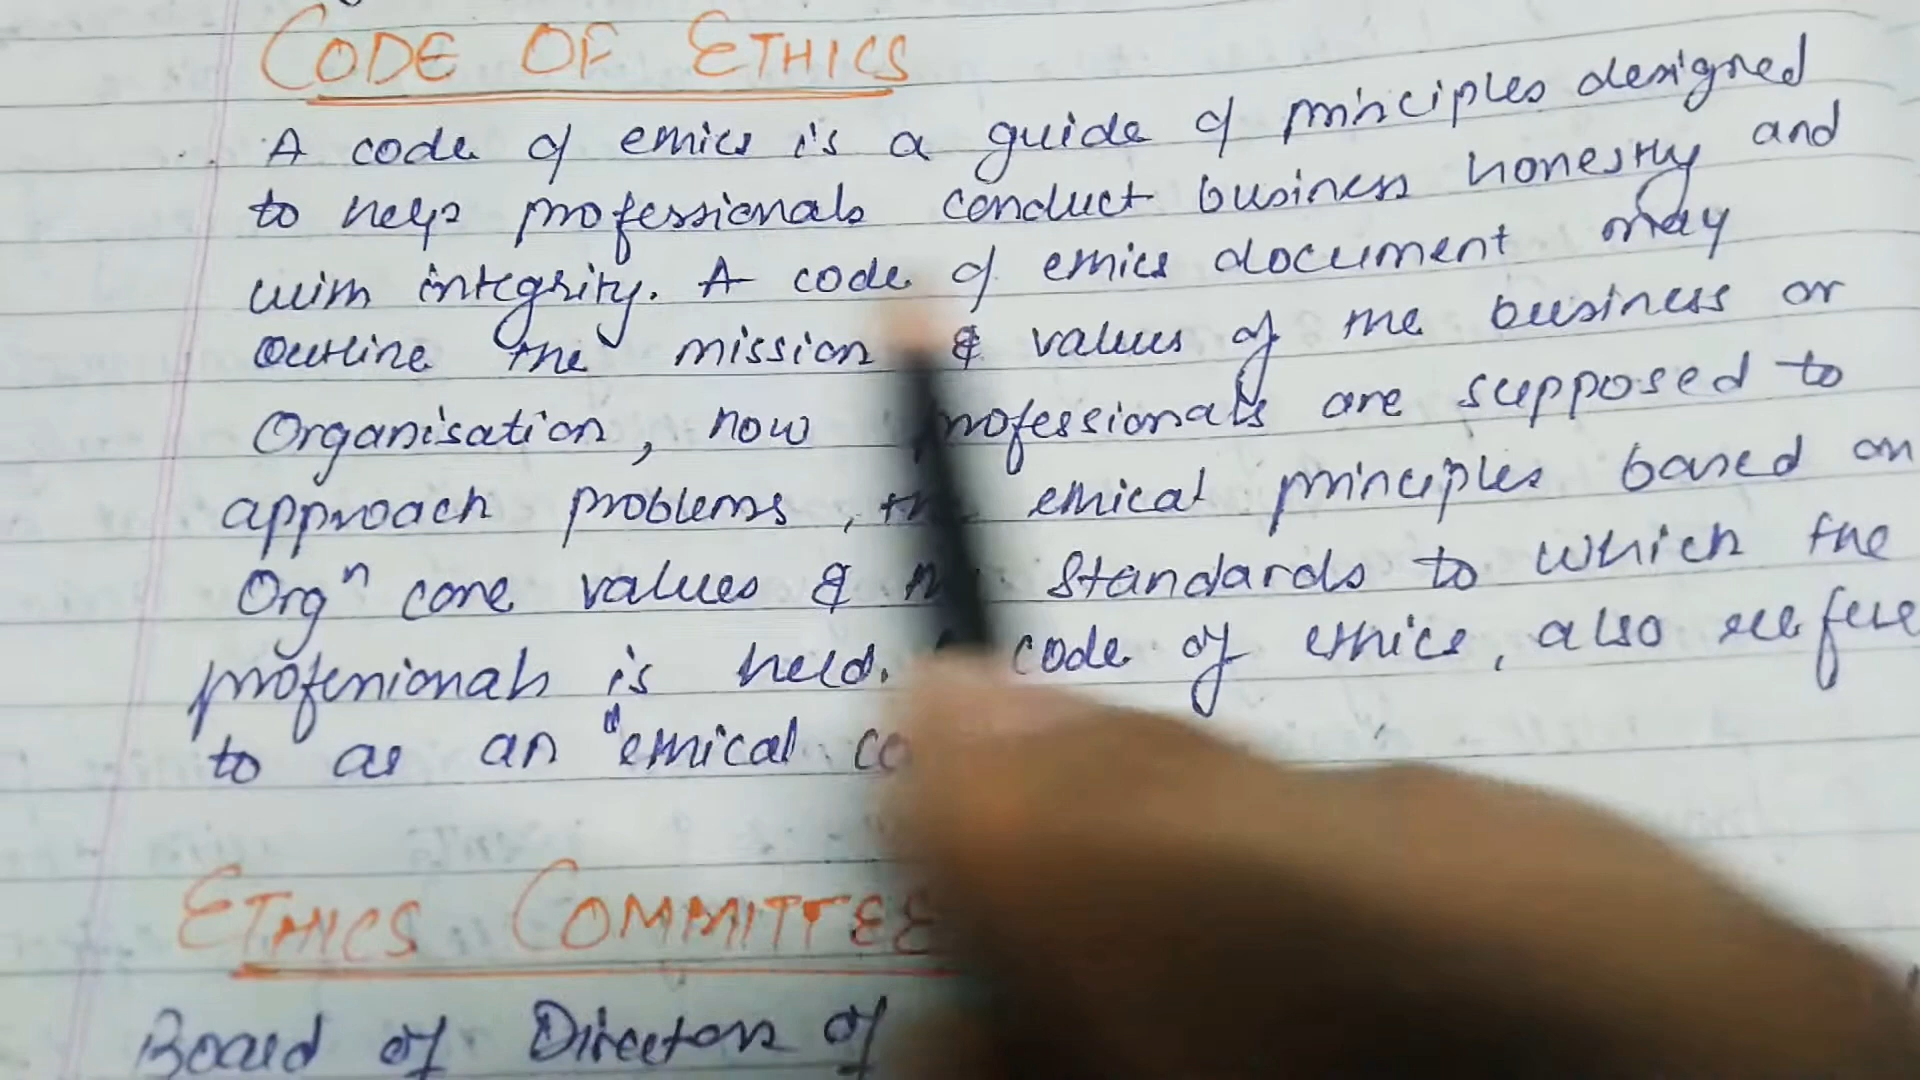 CODE OF ETHICS
A code of ethics is a guide of principles designed
to help professionals conduct business honestly and
with integrity. A code of ethics document may
outline the mission & values of the business or
Organisation, how professionals are supposed to
approach problems, the ethical principles based on
Orgⁿ core values & standards to which the
professionals is held. code of ethics, also
to as an "ethical
ETHICS COMMITTEE
Board of Directors of